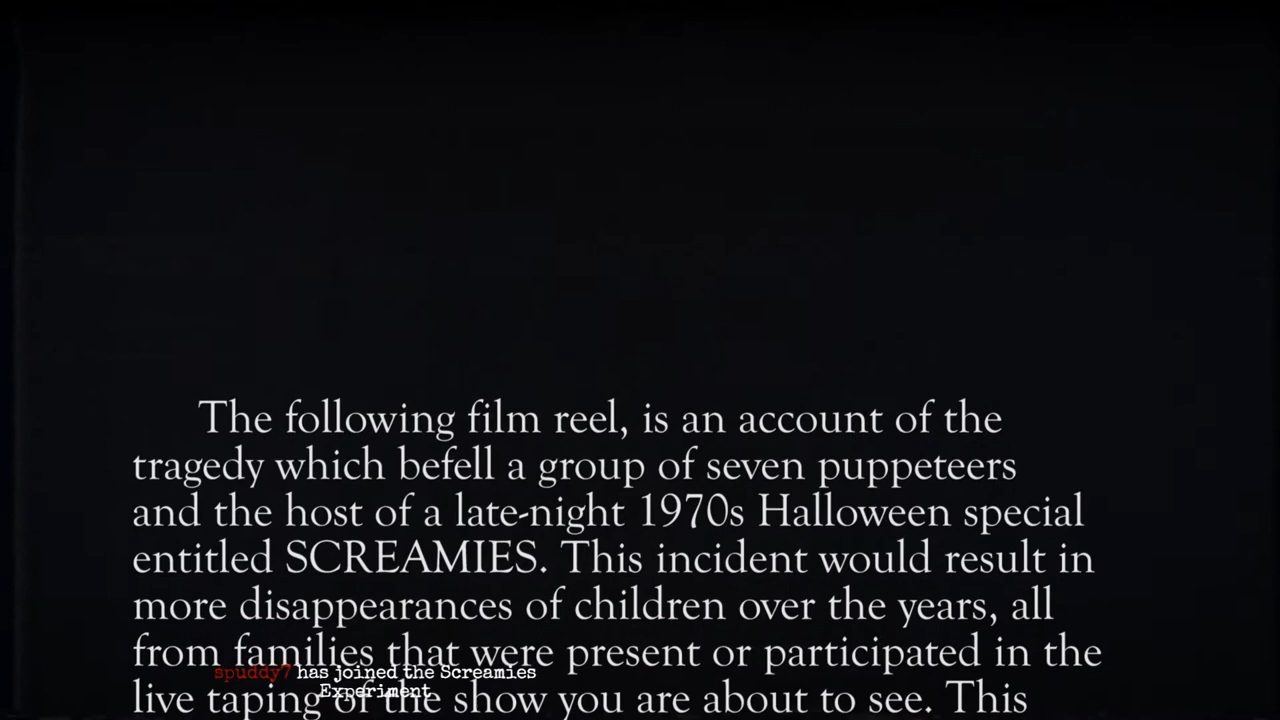 The following film reel, is an account of the
tragedy which befell a group of seven puppeteers
and the host of a late-night 1970s Halloween special
entitled SCREAMIES. This incident would result in
more disappearances of children over the years, all
from families that were present or participated in the
spuddy7 has joined the Screamies
Experiment
live taping of the show you are about to see. This